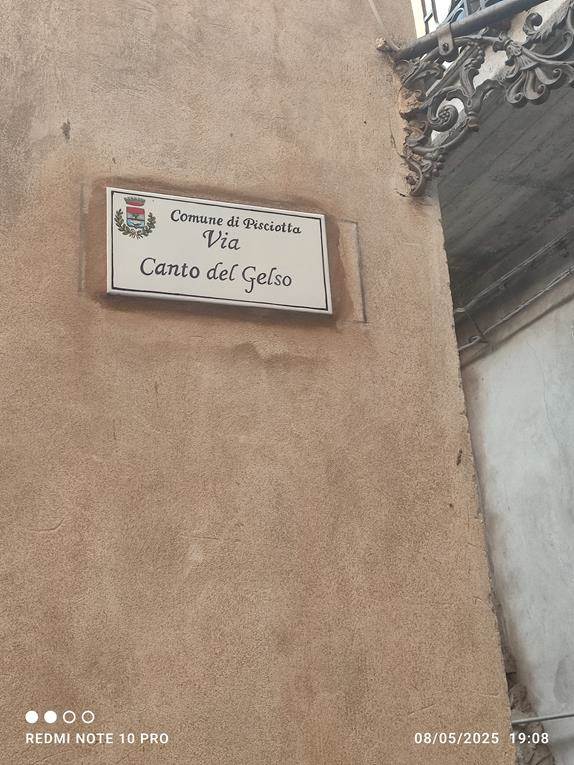 Comune di Pisciotta
Via
Canto del Gelso
REDMI NOTE 10 PRO
08/05/2025 19:08